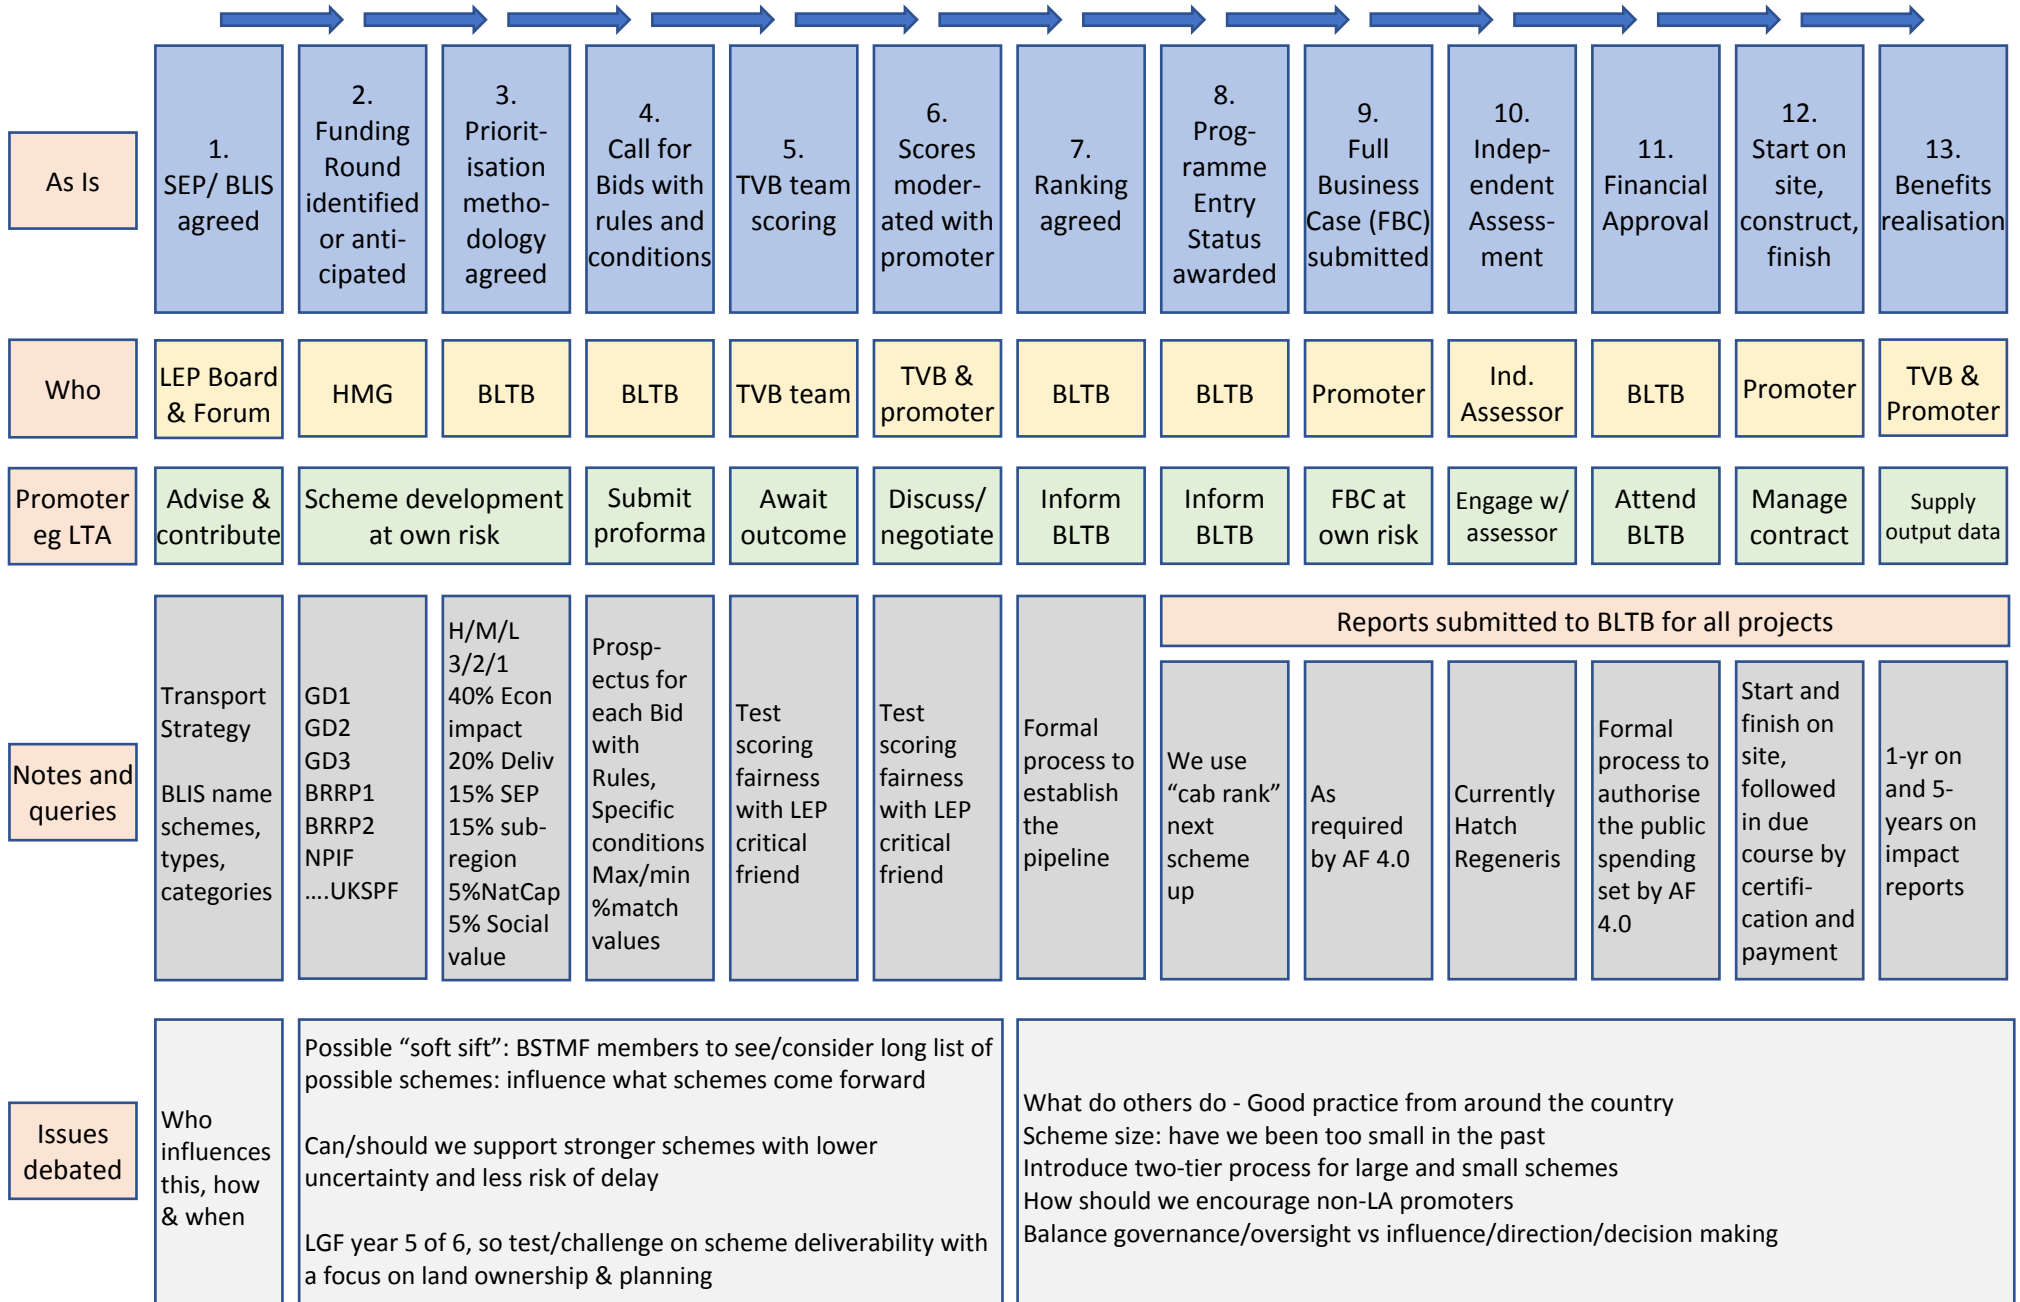 As Is
1.
SEP/ BLIS
agreed
2.
Funding
Round
identified
or anti-
cipated
3.
Priorit-
isation
metho-
dology
agreed
4.
Call for
Bids with
rules and
conditions
5.
TVB team
scoring
6.
Scores
moder-
ated with
promoter
7.
Ranking
agreed
8.
Prog-
ramme
Entry
Status
awarded
9.
Full
Business
Case (FBC)
submitted
10.
Indep-
endent
Assess-
ment
11.
Financial
Approval
12.
Start on
site,
construct,
finish
13.
Benefits
realisation
Who
LEP Board
& Forum
HMG
BLTB
BLTB
TVB team
TVB &
promoter
BLTB
BLTB
Promoter
Ind.
Assessor
BLTB
Promoter
TVB &
Promoter
Promoter
eg LTA
Advise &
contribute
Scheme development
at own risk
Submit
proforma
Await
outcome
Discuss/
negotiate
Inform
BLTB
Inform
BLTB
FBC at
own risk
Engage w/
assessor
Attend
BLTB
Manage
contract
Supply
output data
Notes and
queries
Transport
Strategy
BLIS name
schemes,
types,
categories
GD1
GD2
GD3
BRRP1
BRRP2
NPIF
....UKSPF
H/M/L
3/2/1
40% Econ
impact
20% Deliv
15% SEP
15% sub-
region
5%NatCap
5% Social
value
Prosp-
ectus for
each Bid
with
Rules,
Specific
conditions
Max/min
%match
values
Test
scoring
fairness
with LEP
critical
friend
Test
scoring
fairness
with LEP
critical
friend
Formal
process to
establish
the
pipeline
Reports submitted to BLTB for all projects
We use
“cab rank”
next
scheme
up
As
required
by AF 4.0
Currently
Hatch
Regeneris
Formal
process to
authorise
the public
spending
set by AF
4.0
Start and
finish on
site,
followed
in due
course by
certifi-
cation and
payment
1-yr on
and 5-
years on
impact
reports
Issues
debated
Who
influences
this, how
& when
Possible “soft sift”: BSTMF members to see/consider long list of
possible schemes: influence what schemes come forward
Can/should we support stronger schemes with lower
uncertainty and less risk of delay
LGF year 5 of 6, so test/challenge on scheme deliverability with
a focus on land ownership & planning
What do others do - Good practice from around the country
Scheme size: have we been too small in the past
Introduce two-tier process for large and small schemes
How should we encourage non-LA promoters
Balance governance/oversight vs influence/direction/decision making